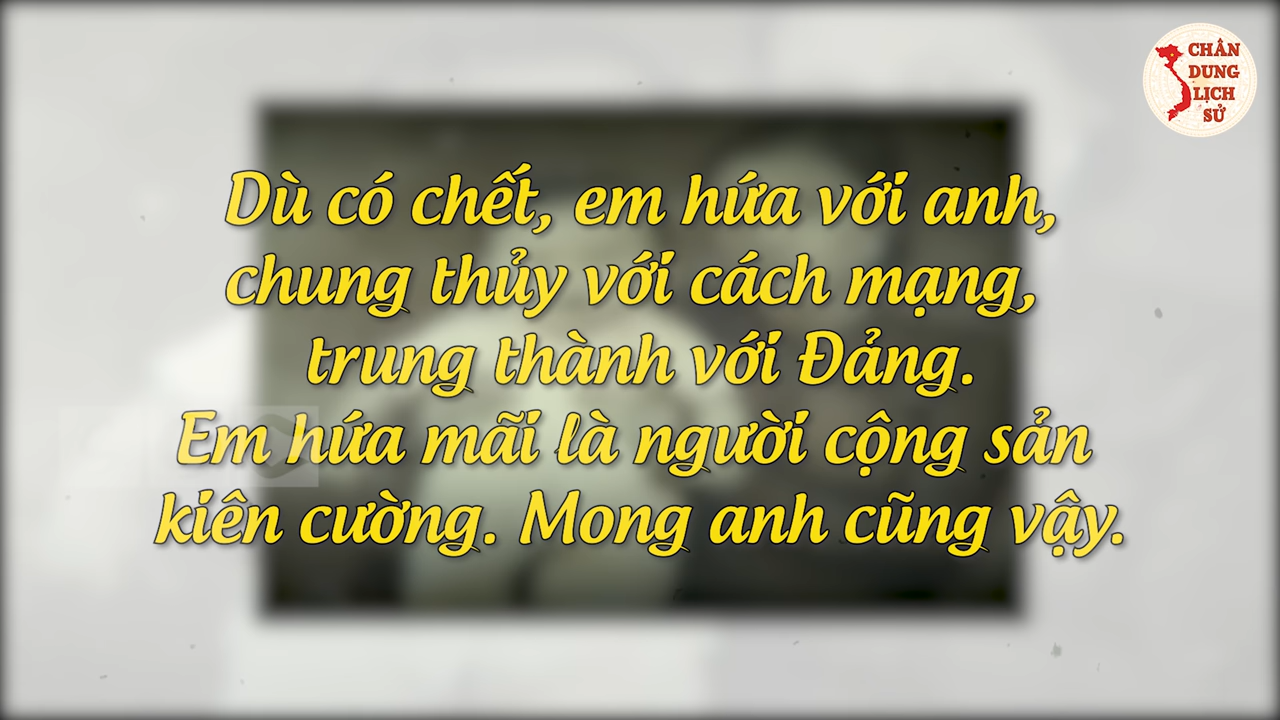 CHÂN
DUNG
LỊCH
SỬ
Dù có chết, em hứa với anh,
chung thủy với cách mạng,
trung thành với Đảng.
Em hứa mãi là người cộng sản
kiên cường. Mong anh cũng vậy.